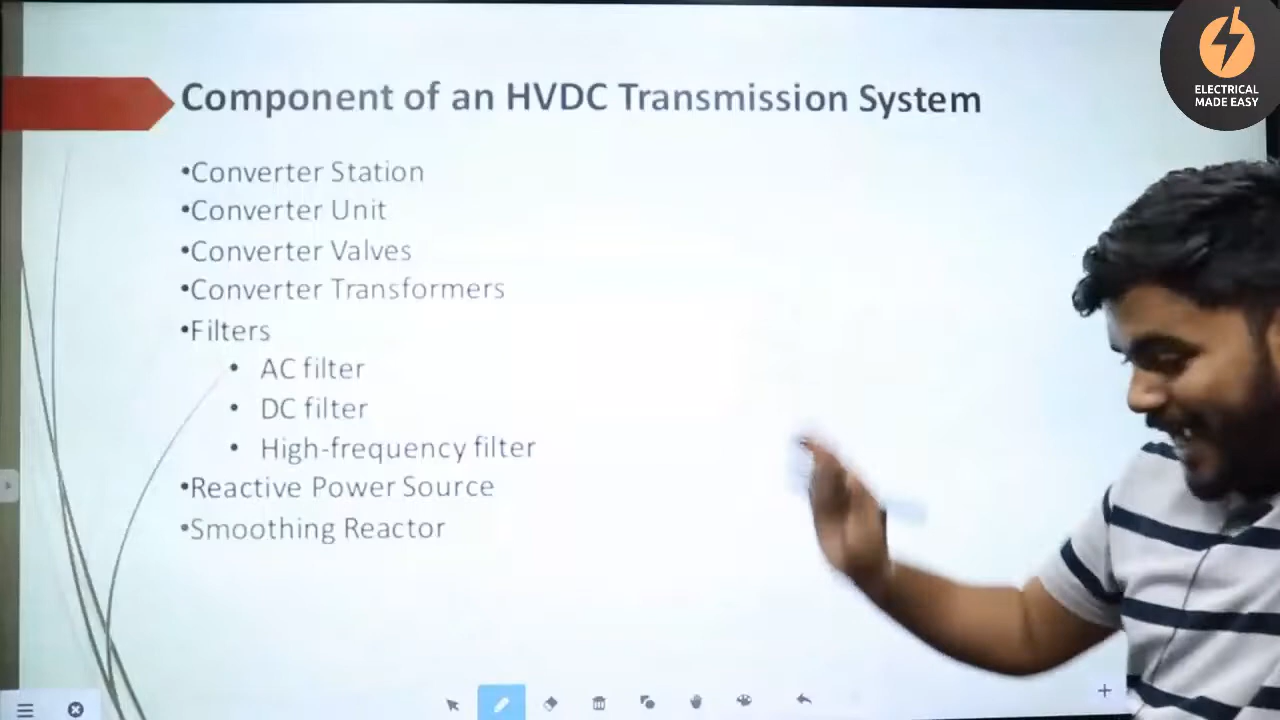 Component of an HVDC Transmission System
•Converter Station
•Converter Unit
•Converter Valves
•Converter Transformers
•Filters
• AC filter
• DC filter
• High-frequency filter
•Reactive Power Source
•Smoothing Reactor
ELECTRICAL
MADE EASY